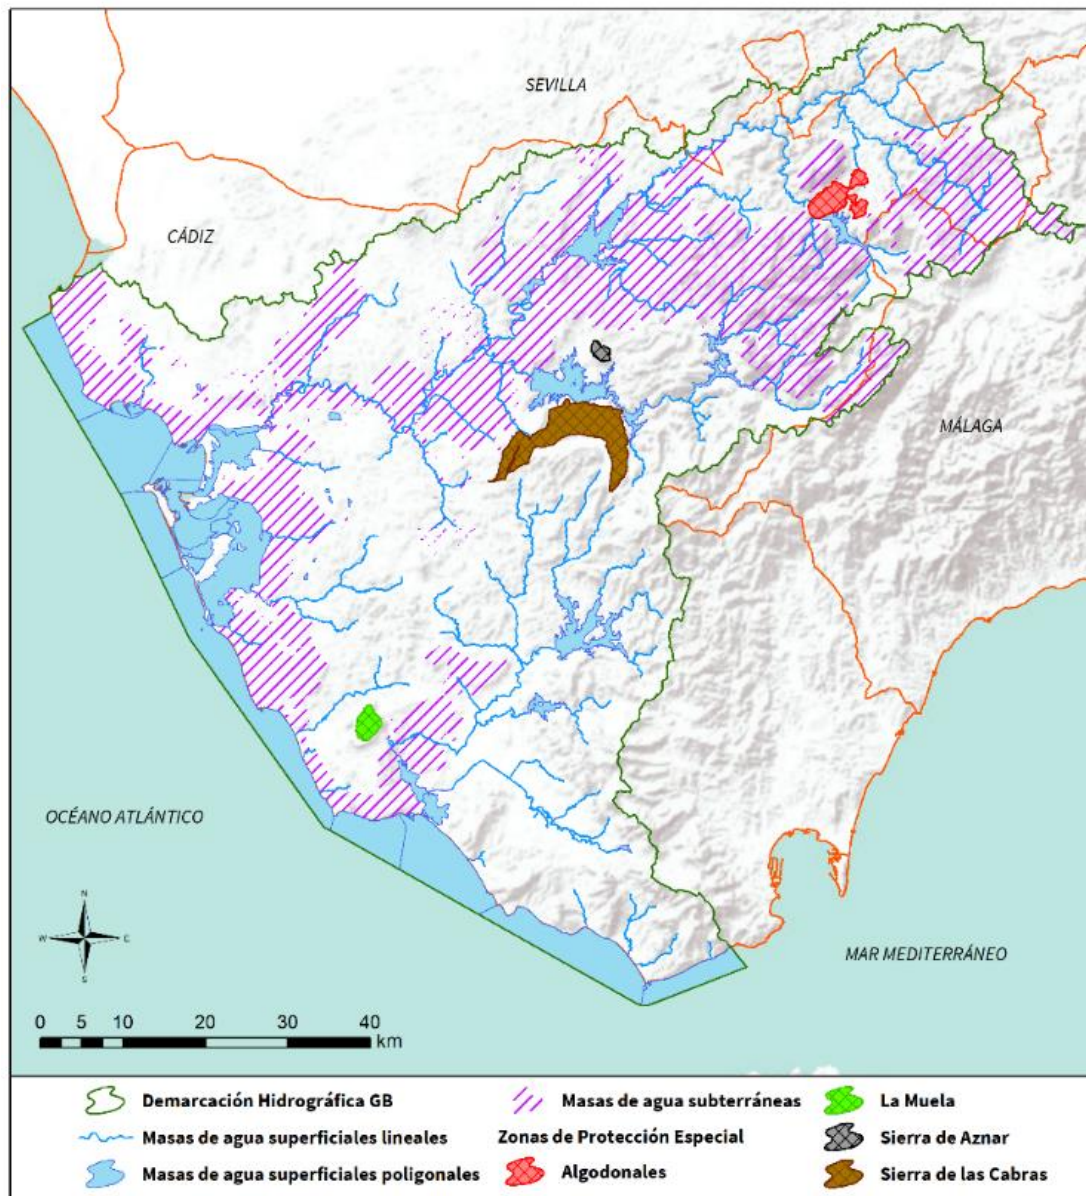 SEVILLA
CÁDIZ
MÁLAGA
OCÉANO ATLÁNTICO
MAR MEDITERRÁNEO
N
W E
S
0 5 10 20 30 40
km
Demarcación Hidrográfica GB
Masas de agua subterráneas
La Muela
Masas de agua superficiales lineales
Zonas de Protección Especial
Sierra de Aznar
Masas de agua superficiales poligonales
Algodonales
Sierra de las Cabras